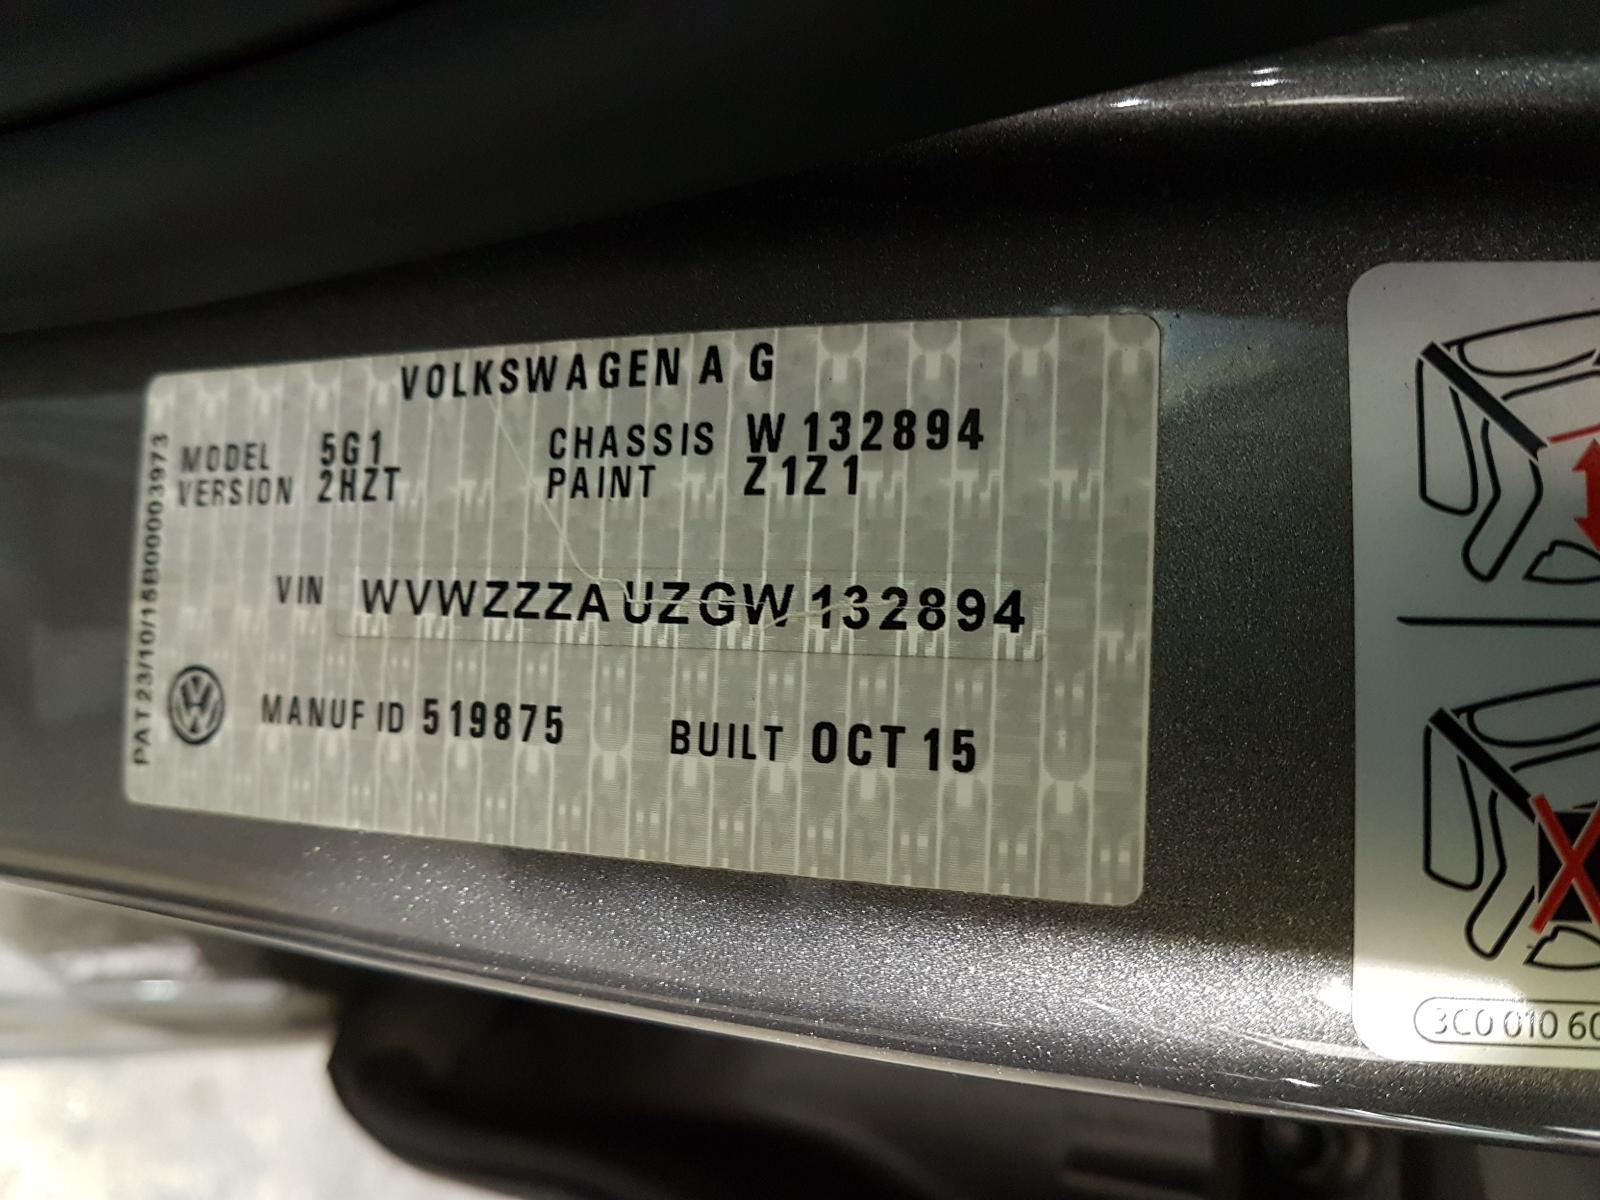 VOLKSWAGEN A G
MODEL 5G1 CHASSIS W 132894
VERSION 2HZT PAINT Z1Z1
VIN WVWZZZAUZGW132894
MANUF ID 519875 BUILT OCT 15
PAT 23/10/15B00003973
3C0 010 60